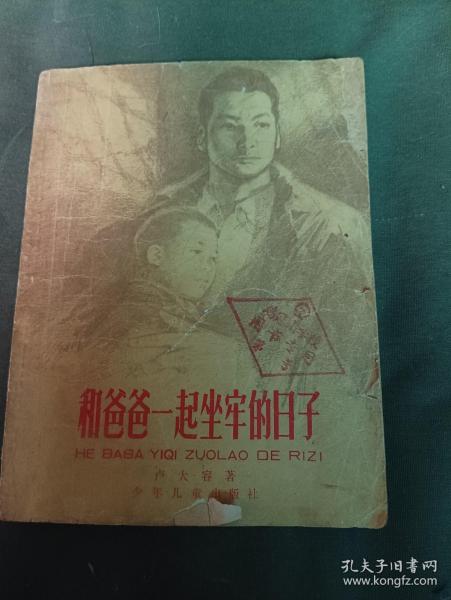 和爸爸一起坐牢的日子
HE BABA YIQI ZUOLAO DE RIZI
卢大容著
少年儿童出版社
孔夫子旧书网
www.kongfz.com